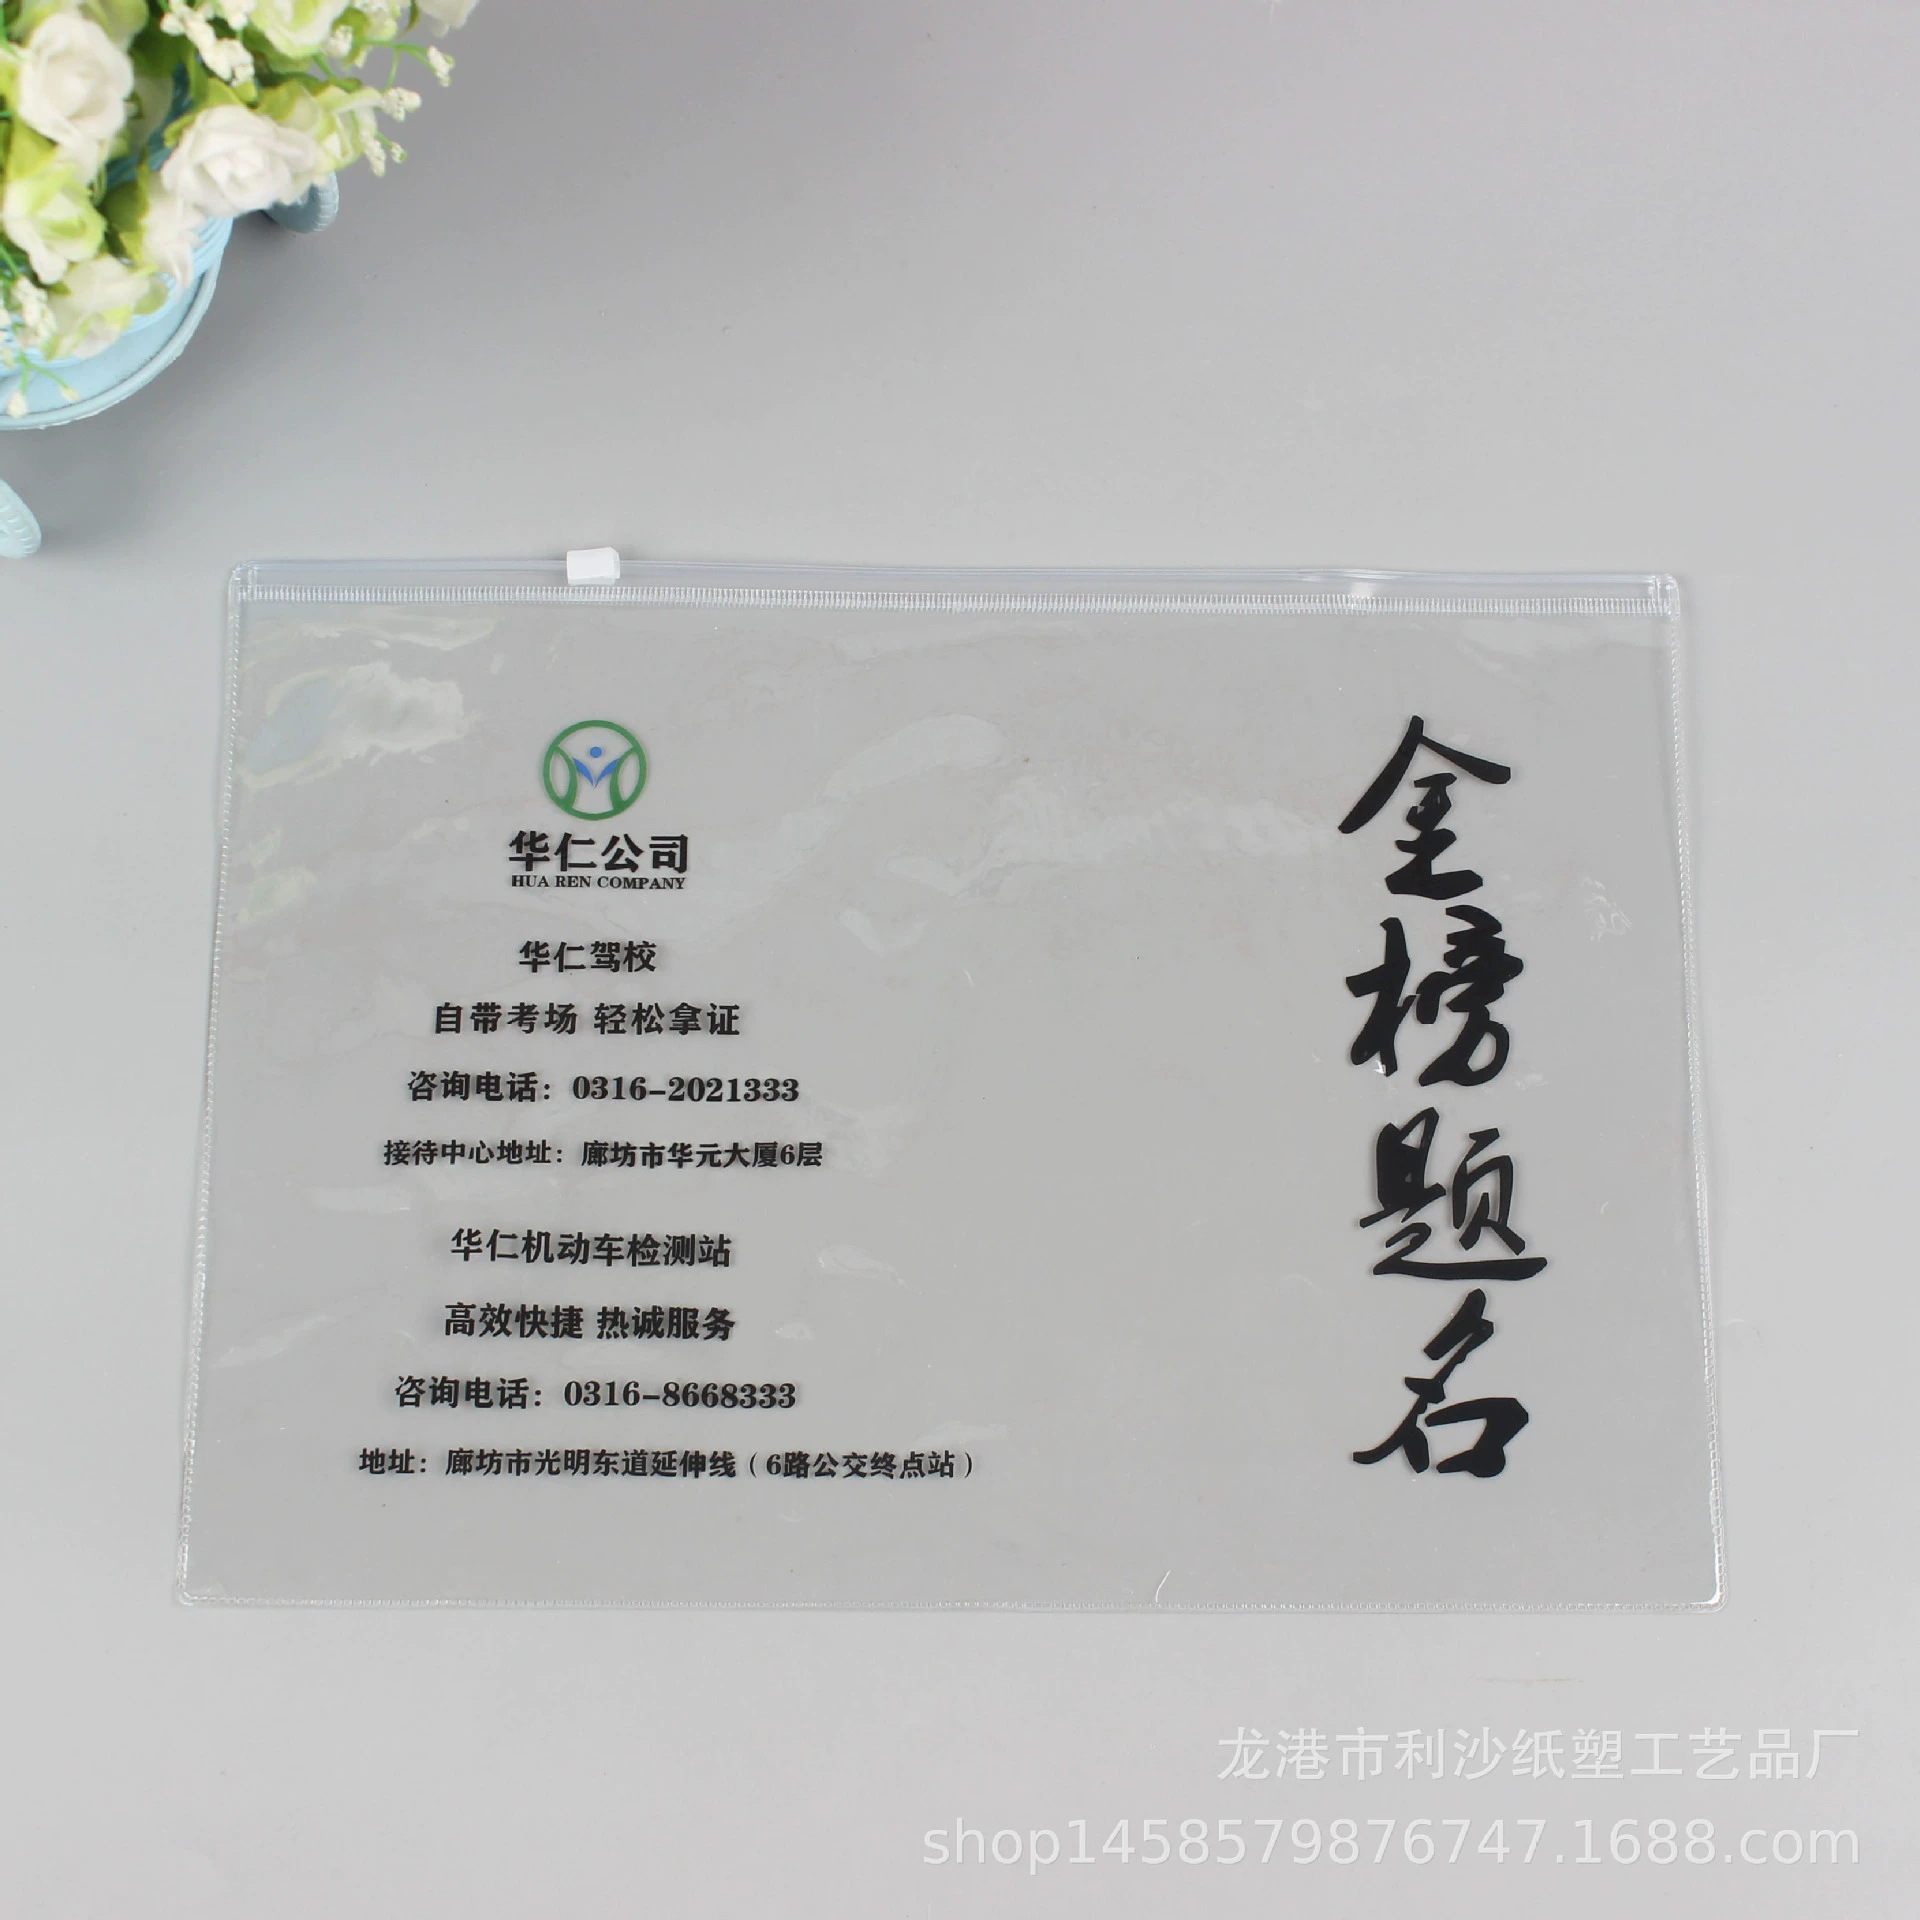 华仁公司
HUA REN COMPANY
华仁驾校
自带考场 轻松拿证
咨询电话：0316-2021333
接待中心地址：廊坊市华元大厦6层
华仁机动车检测站
高效快捷 热诚服务
咨询电话：0316-8668333
地址：廊坊市光明东道延伸线（6路公交终点站）
金榜题名
龙港市利沙纸塑工艺品厂
shop1458579876747.1688.com